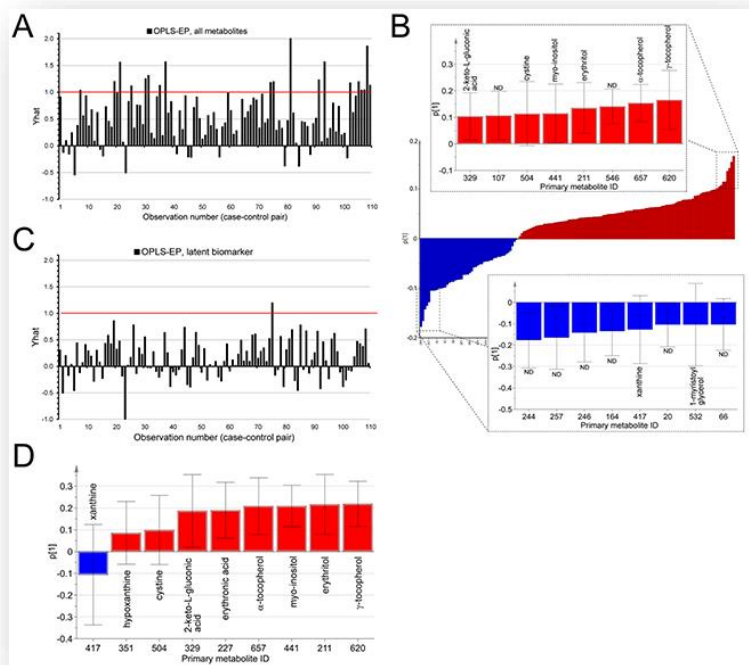 A
OPLS-EP, all metabolites
2.0
1.5
1.0
0.5
0.0
-0.5
-1.0
Yhat
1 10 20 30 40 50 60 70 80 90 100 110
Observation number (case-control pair)
B
0.3
0.2
0.1
0
-0.1
p[1]
2-keto-L-gluconic
acid
ND
cystine
myo-inositol
erythritol
ND
α-tocopherol
γ-tocopherol
329 107 504 441 211 546 657 620
Primary metabolite ID
0.2
0.1
0
-0.1
-0.2
p[1]
0
-0.1
-0.2
-0.3
-0.4
-0.5
p[1]
ND
ND
ND
ND
xanthine
ND
1-myristoyl
glycerol
ND
244 257 246 164 417 20 532 66
Primary metabolite ID
C
OPLS-EP, latent biomarker
2.0
1.5
1.0
0.5
0.0
-0.5
-1.0
Yhat
1 10 20 30 40 50 60 70 80 90 100 110
Observation number (case-control pair)
D
0.3
0.2
0.1
0
-0.1
-0.2
-0.3
-0.4
p[1]
xanthine
hypoxanthine
cystine
2-keto-L-gluconic
acid
erythronic acid
α-tocopherol
myo-inositol
erythritol
γ-tocopherol
417 351 504 329 227 657 441 211 620
Primary metabolite ID